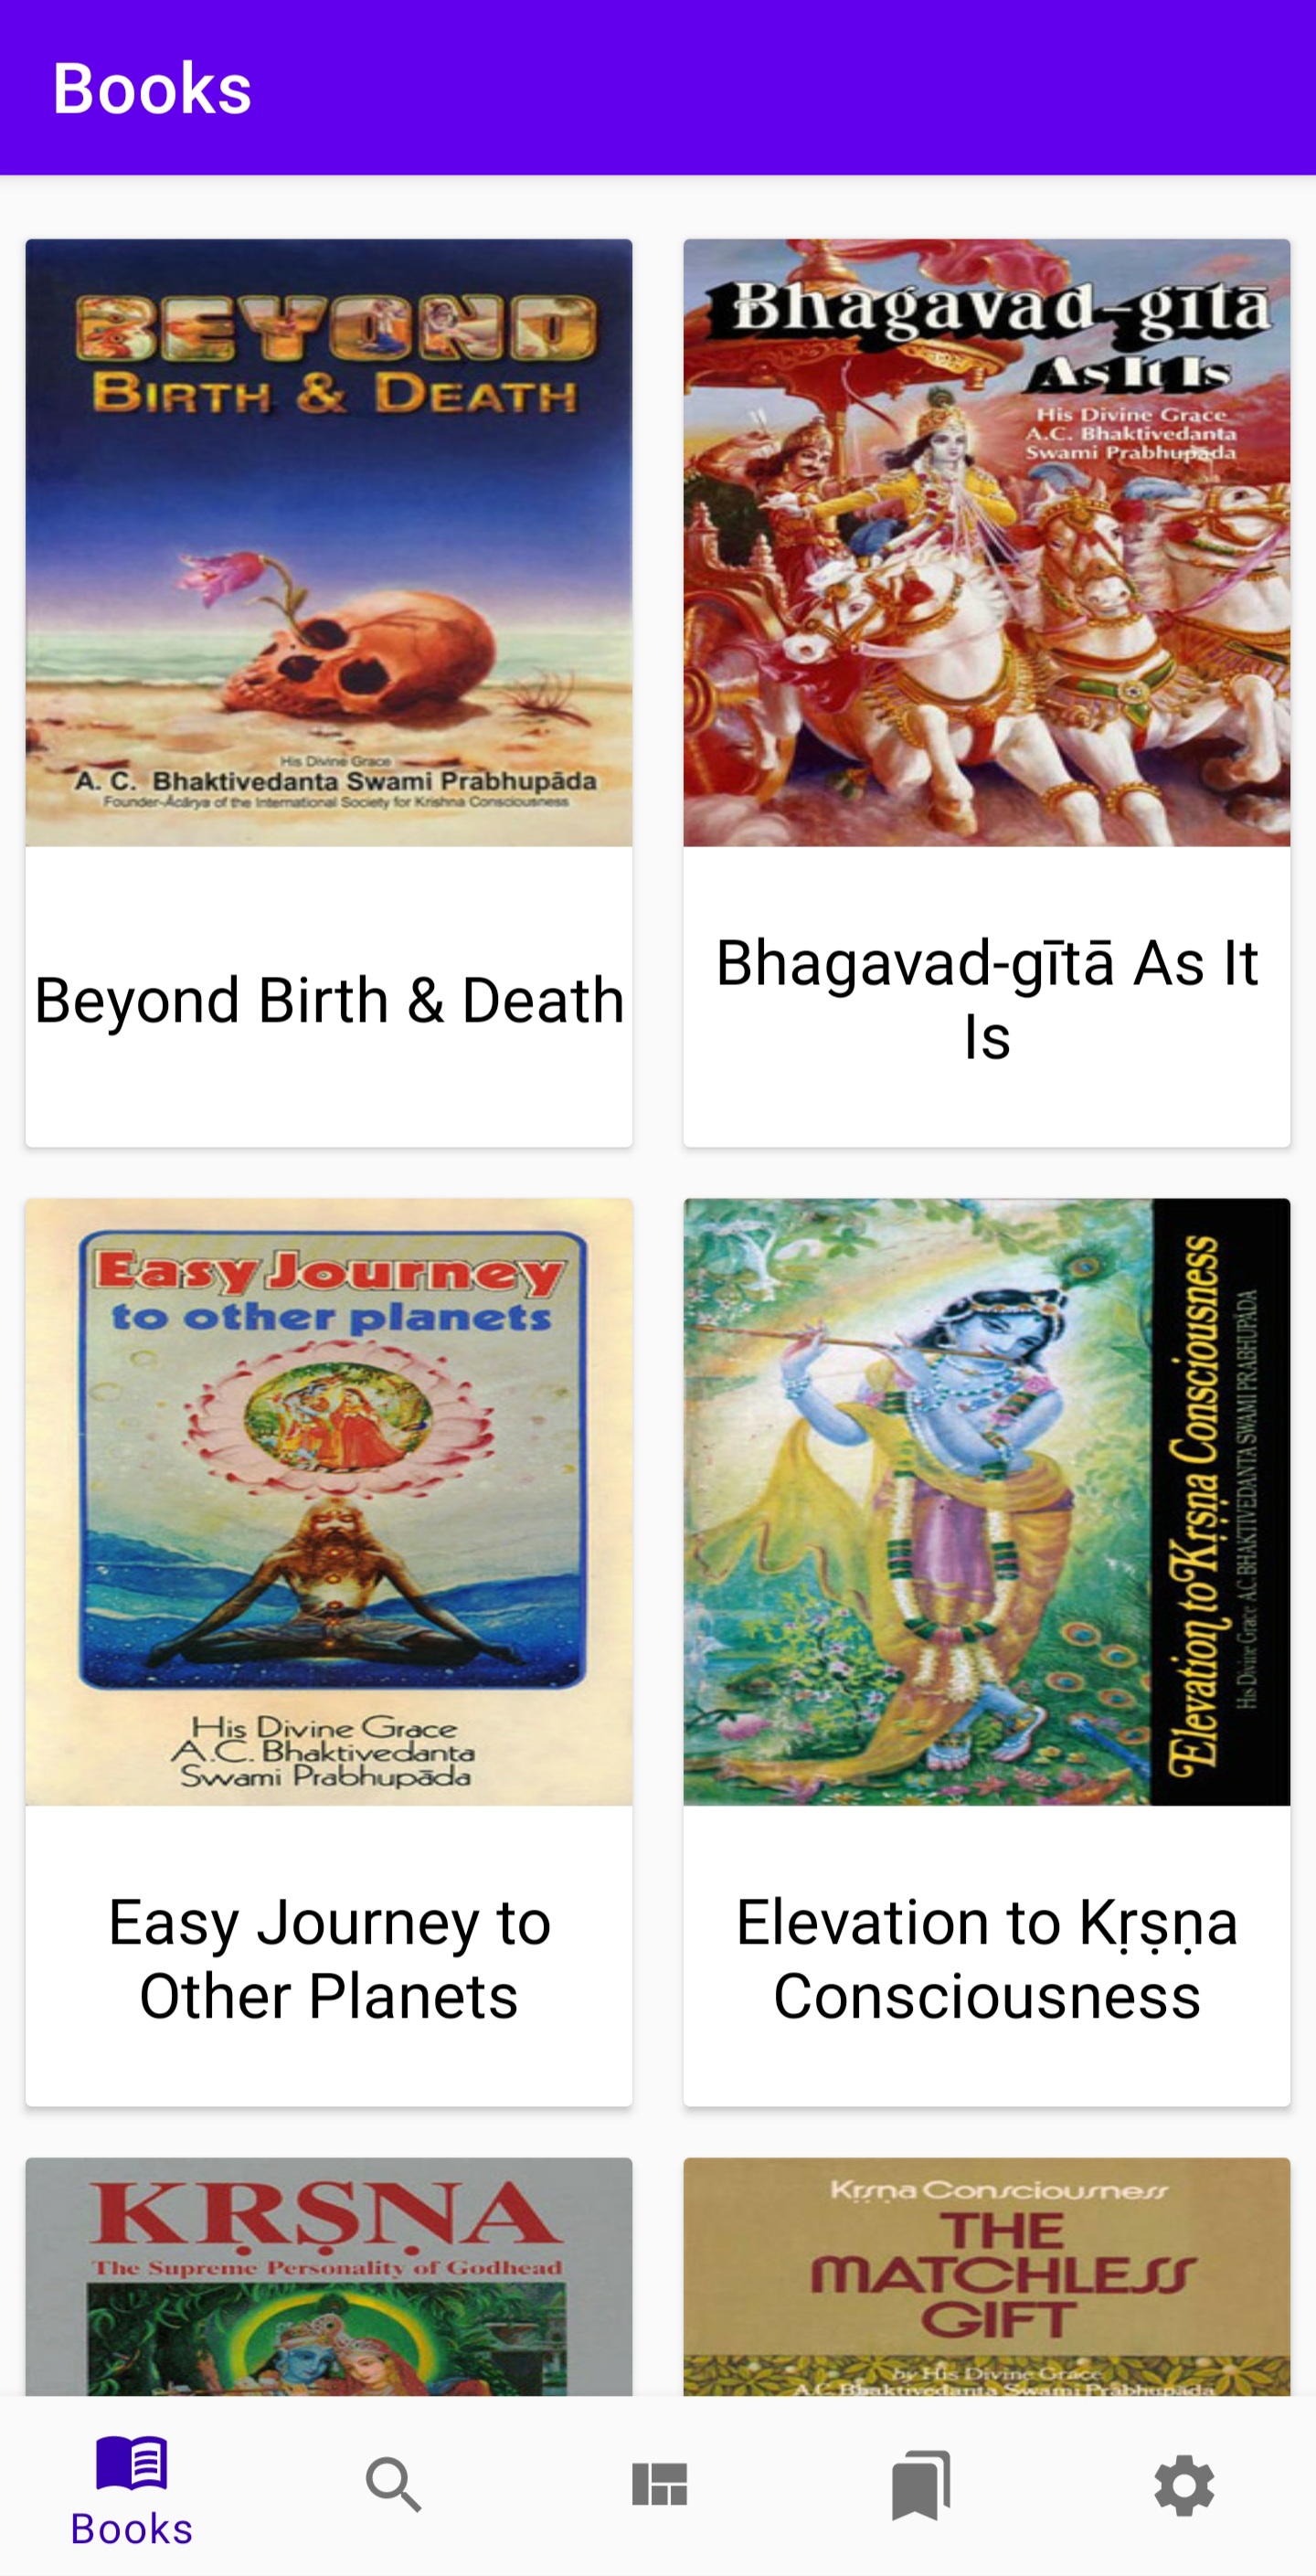 Books
BEYOND
BIRTH & DEATH
His Divine Grace
A. C. Bhaktivedanta Swami Prabhupāda
Founder-Ācārya of the International Society for Krishna Consciousness
Beyond Birth & Death
Bhagavad-gītā
As It Is
His Divine Grace
A.C. Bhaktivedanta
Swami Prabhupāda
Bhagavad-gītā As It
Is
Easy Journey
to other planets
His Divine Grace
A.C. Bhaktivedanta
Swami Prabhupāda
Easy Journey to
Other Planets
Elevation to Kṛṣṇa Consciousness
His Divine Grace A.C. BHAKTIVEDANTA SWAMI PRABHUPĀDA
Elevation to Kṛṣṇa
Consciousness
KṚṢṆA
The Supreme Personality of Godhead
Kṛṣṇa Consciousness
THE
MATCHLESS
GIFT
by His Divine Grace
A.C. Bhaktivedanta Swami Prabhupāda
Books